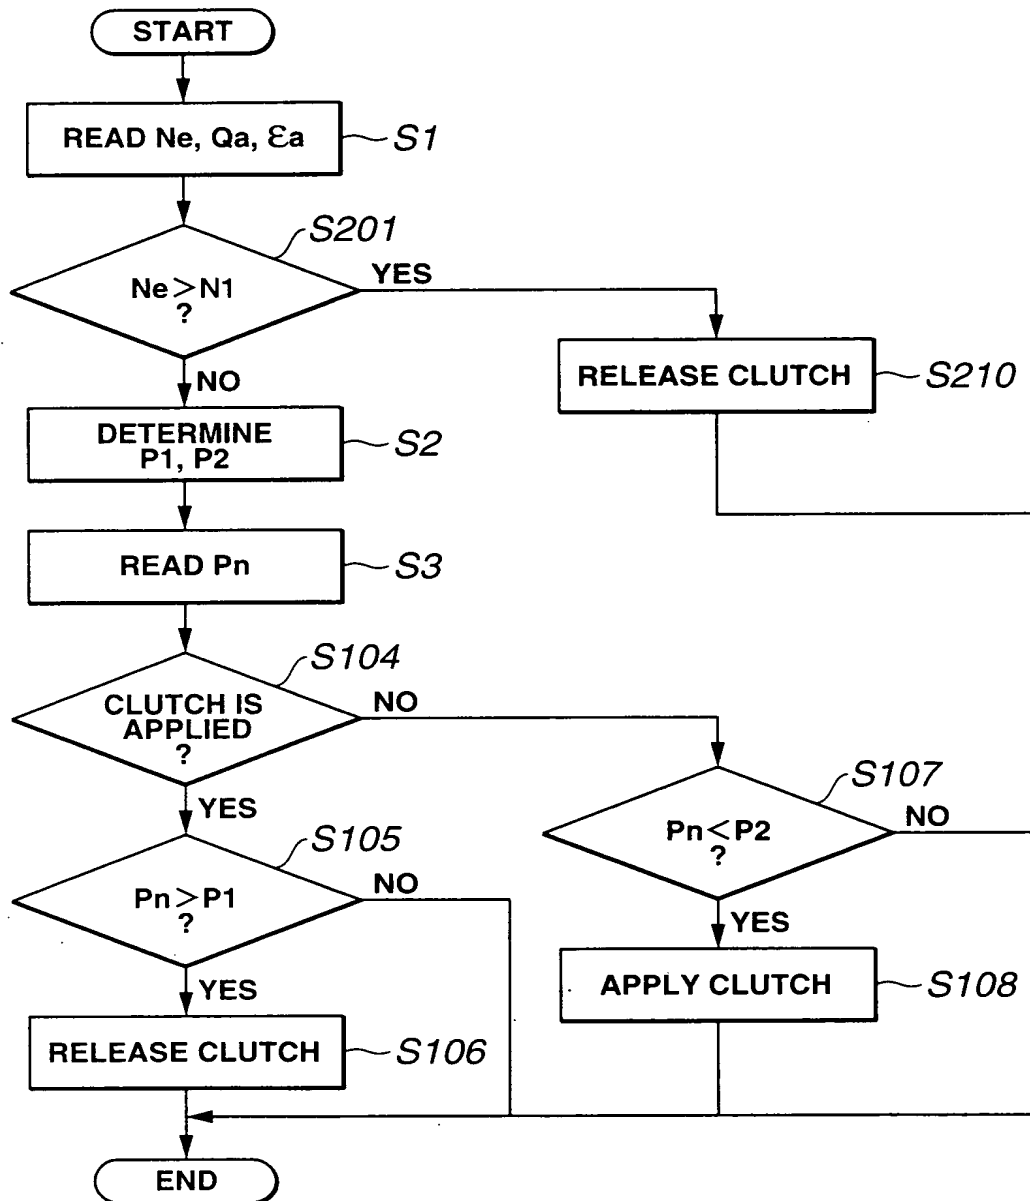 START
READ Ne, Qa, Ɛa
S1
S201
Ne>N1
?
YES
NO
RELEASE CLUTCH
S210
DETERMINE
P1, P2
S2
READ Pn
S3
S104
CLUTCH IS
APPLIED
?
NO
YES
S107
Pn<P2
?
NO
YES
S105
Pn>P1
?
NO
YES
APPLY CLUTCH
S108
RELEASE CLUTCH
S106
END